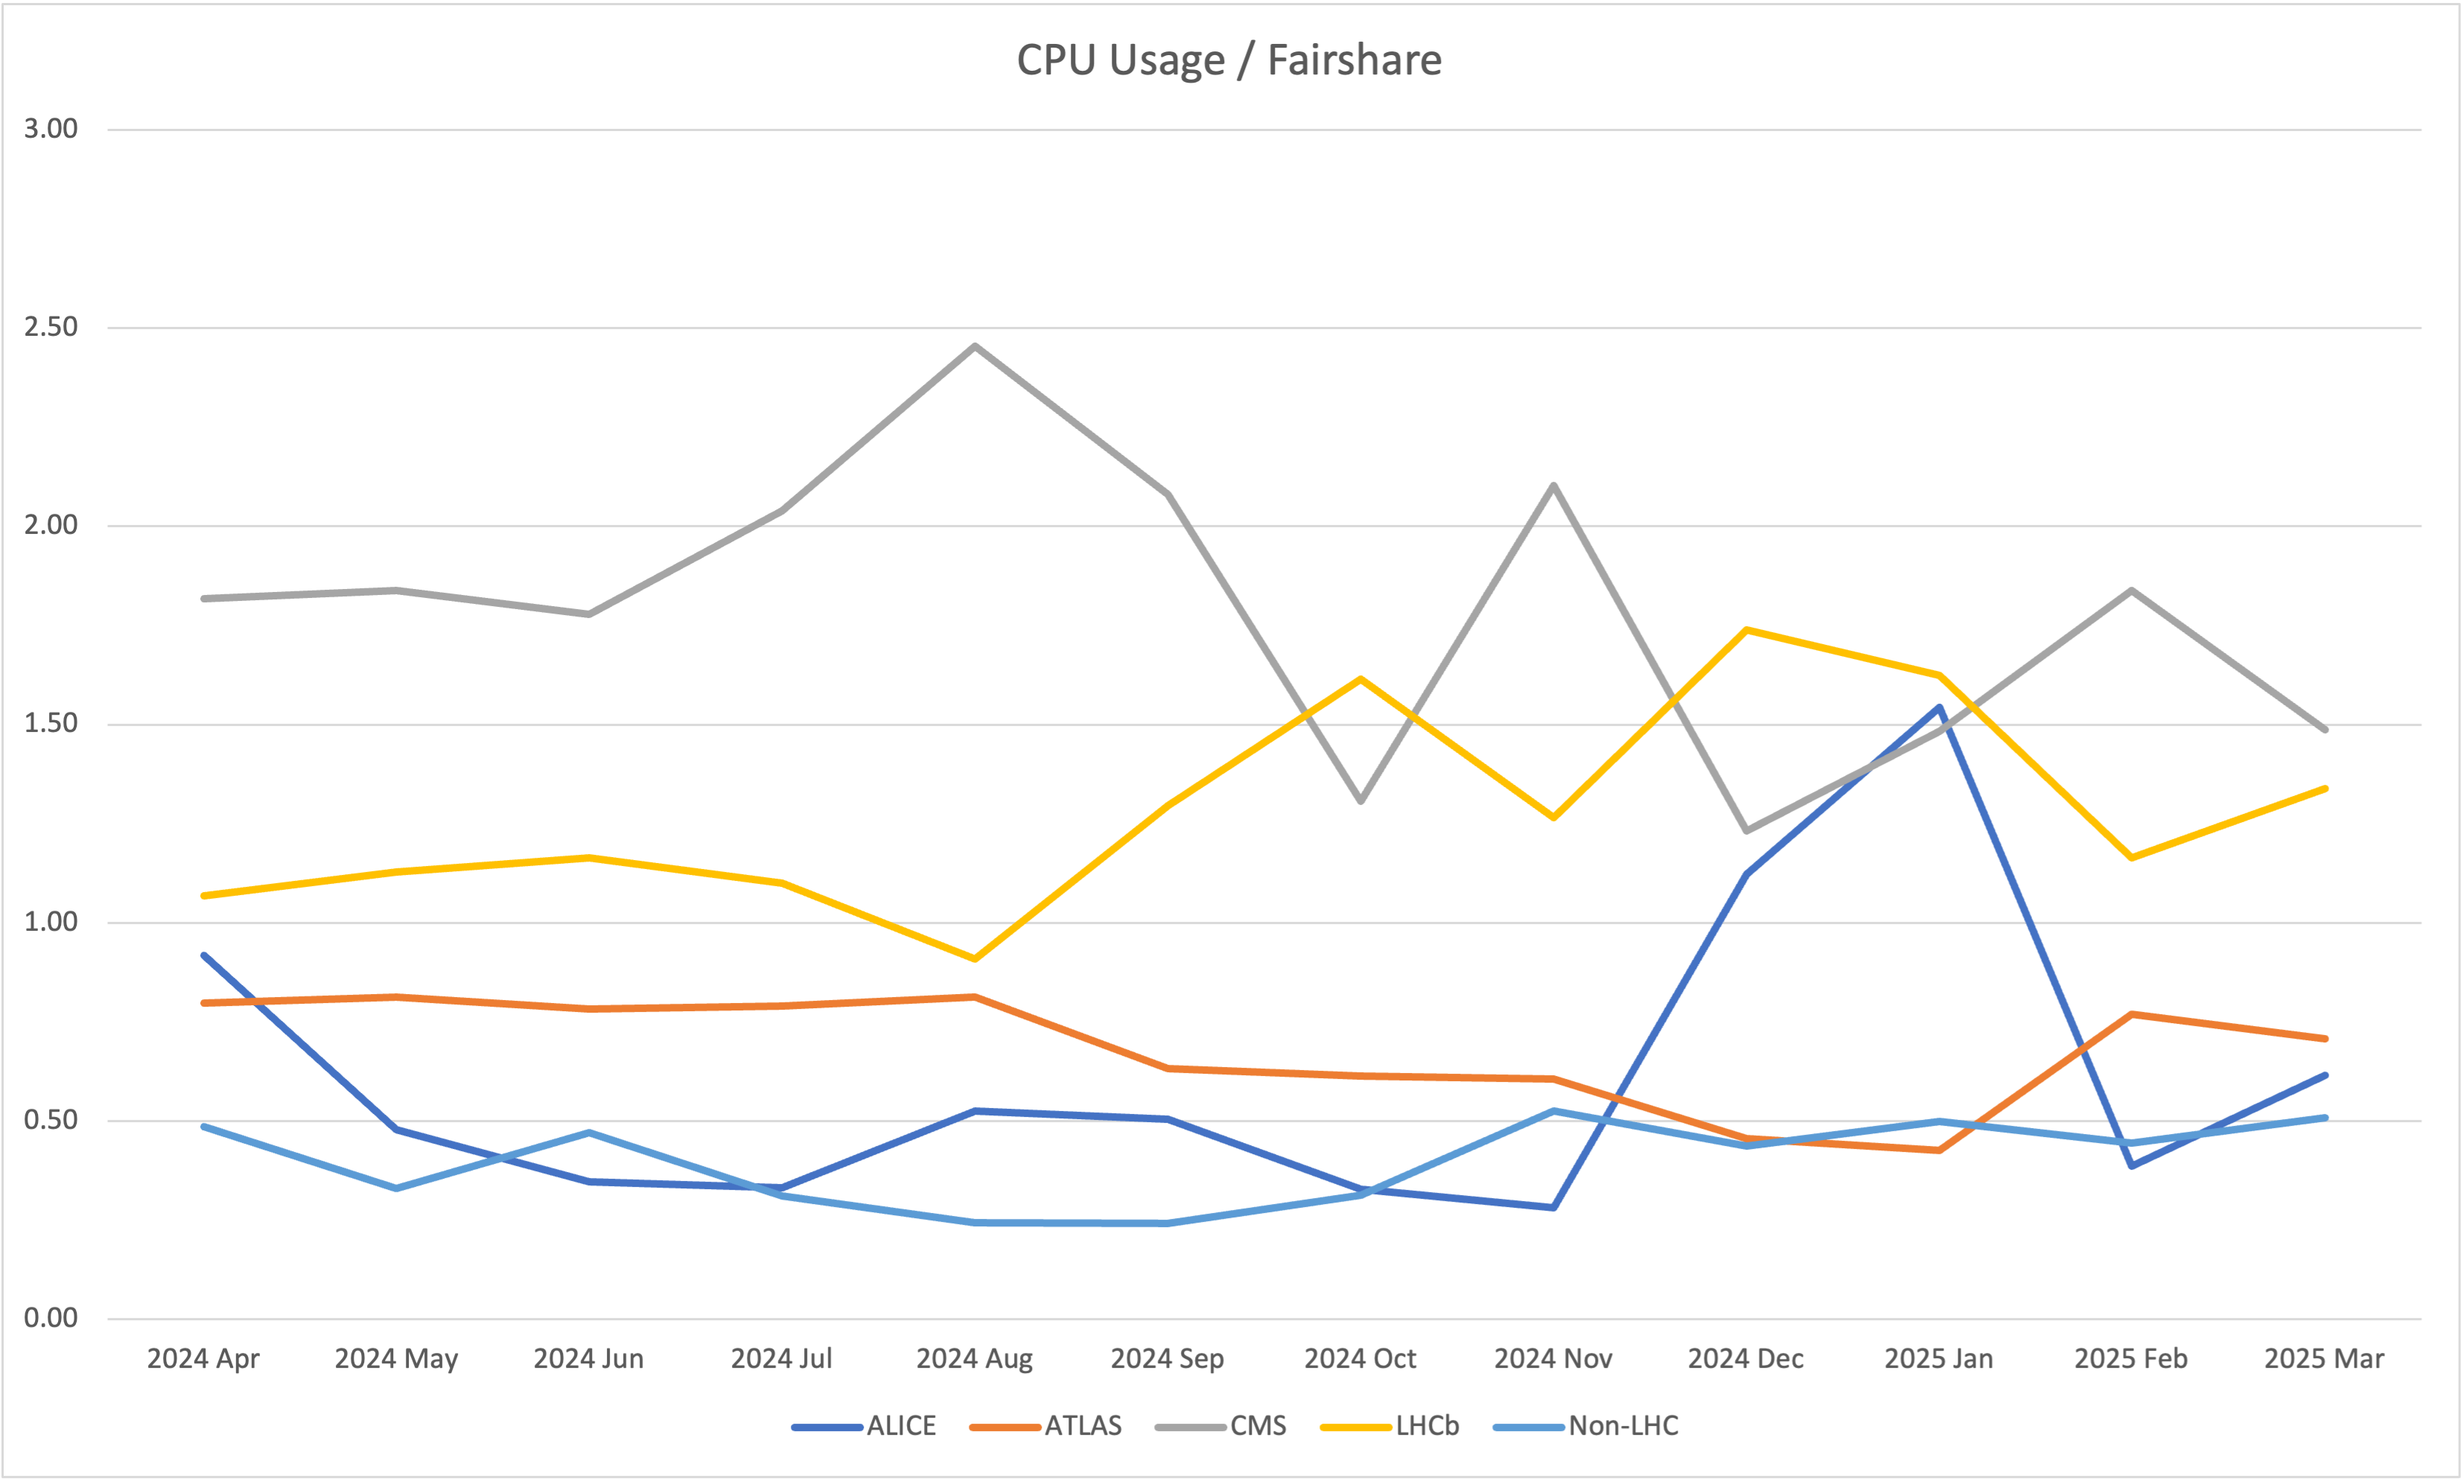 CPU Usage / Fairshare
3.00
2.50
2.00
1.50
1.00
0.50
0.00
2024 Apr 2024 May 2024 Jun 2024 Jul 2024 Aug 2024 Sep 2024 Oct 2024 Nov 2024 Dec 2025 Jan 2025 Feb 2025 Mar
ALICE ATLAS CMS LHCb Non-LHC